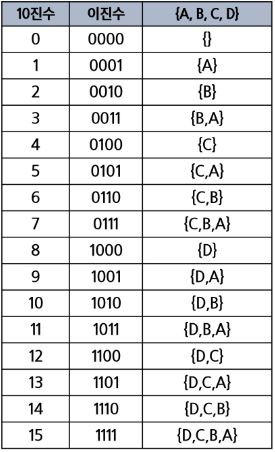 10진수 이진수 {A, B, C, D}
0 0000 {}
1 0001 {A}
2 0010 {B}
3 0011 {B,A}
4 0100 {C}
5 0101 {C,A}
6 0110 {C,B}
7 0111 {C,B,A}
8 1000 {D}
9 1001 {D,A}
10 1010 {D,B}
11 1011 {D,B,A}
12 1100 {D,C}
13 1101 {D,C,A}
14 1110 {D,C,B}
15 1111 {D,C,B,A}